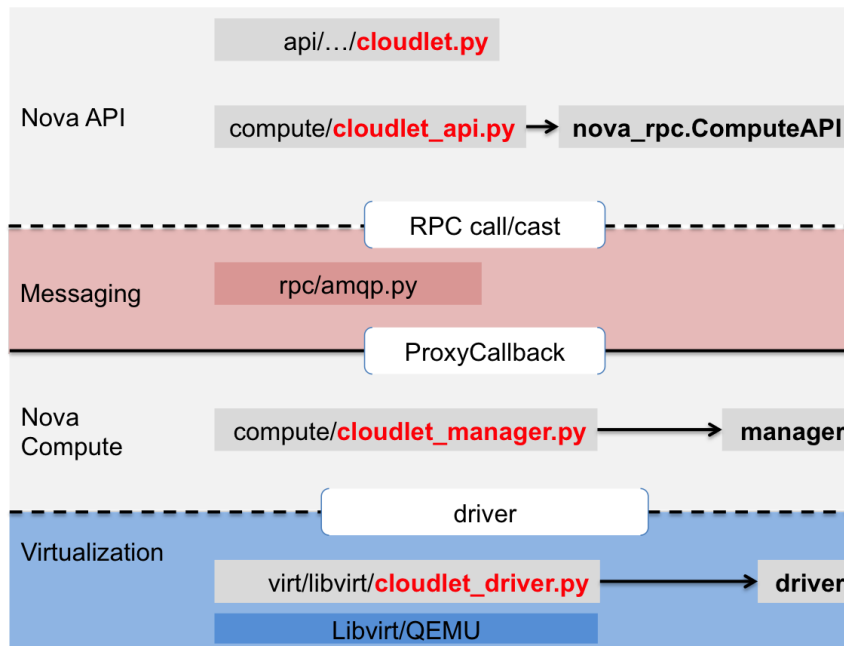 api/…/cloudlet.py
Nova API
compute/cloudlet_api.py
nova_rpc.ComputeAPI
RPC call/cast
Messaging
rpc/amqp.py
ProxyCallback
Nova
Compute
compute/cloudlet_manager.py
manager
driver
Virtualization
virt/libvirt/cloudlet_driver.py
driver
Libvirt/QEMU